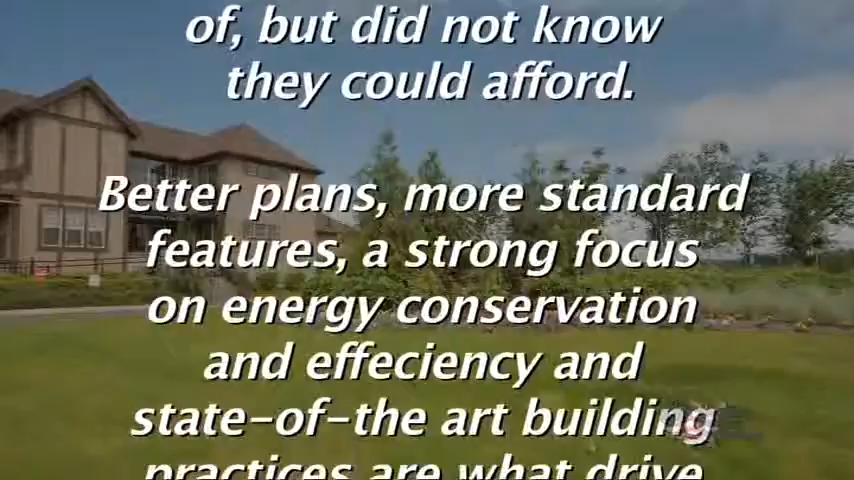 of, but did not know
they could afford.
Better plans, more standard
features, a strong focus
on energy conservation
and effeciency and
state-of-the art building
practices are what drive